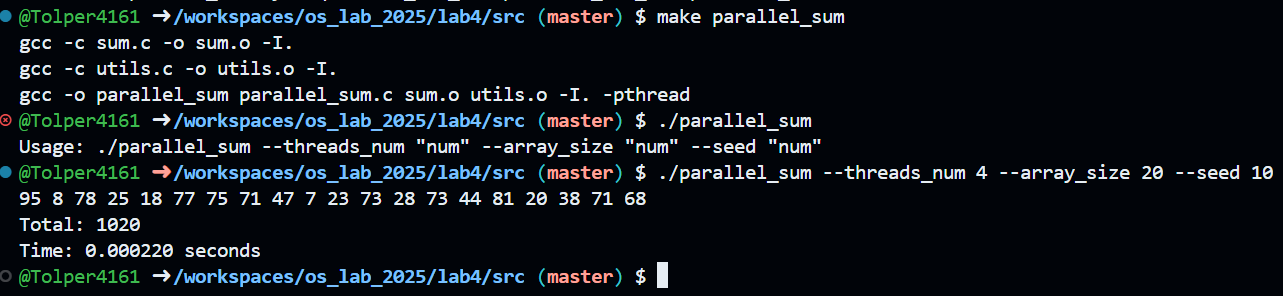 @Tolper4161 ➜/workspaces/os_lab_2025/lab4/src (master) $ make parallel_sum
gcc -c sum.c -o sum.o -I.
gcc -c utils.c -o utils.o -I.
gcc -o parallel_sum parallel_sum.c sum.o utils.o -I. -pthread
@Tolper4161 ➜/workspaces/os_lab_2025/lab4/src (master) $ ./parallel_sum
Usage: ./parallel_sum --threads_num "num" --array_size "num" --seed "num"
@Tolper4161 ➜/workspaces/os_lab_2025/lab4/src (master) $ ./parallel_sum --threads_num 4 --array_size 20 --seed 10
95 8 78 25 18 77 75 71 47 7 23 73 28 73 44 81 20 38 71 68
Total: 1020
Time: 0.000220 seconds
@Tolper4161 ➜/workspaces/os_lab_2025/lab4/src (master) $